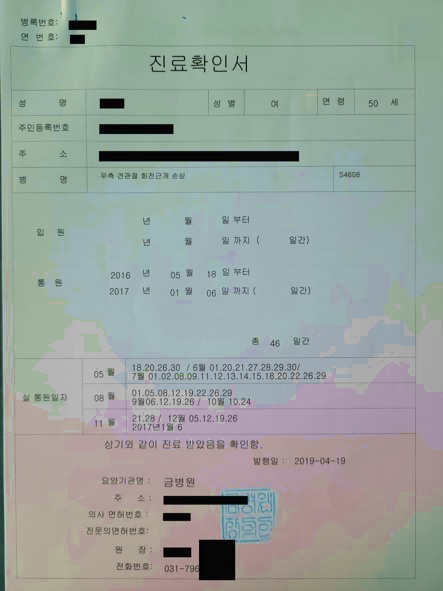 병록번호:
연 번호:
진료확인서
성 명 성 별 여 연 령 50 세
주민등록번호
주 소
병 명 우측 견관절 회전근개 손상 S4608
입 원 년 월 일 부터
년 월 일 까지 ( 일간)
통 원 2016 년 05 월 18 일 부터
2017 년 01 월 06 일 까지 ( 일간)
총 46 일간
실 통원일자
05 월 18.20.26.30 / 6월 01.20.21.27.28.29.30/
7월 01.02.08.09.11.12.13.14.15.18.20.22.26.29
08 월 01.05.08.12.19.22.26.29
9월06.12.19.26 / 10월 10.24
11 월 21.28 / 12월 05.12.19.26
2017년1월 6
상기와 같이 진료 받았음을 확인함.
발행일 : 2019-04-19
요양기관명 : 금병원
주 소 :
의사 면허번호 :
전문의면허번호:
원 장 :
전화번호: 031-796